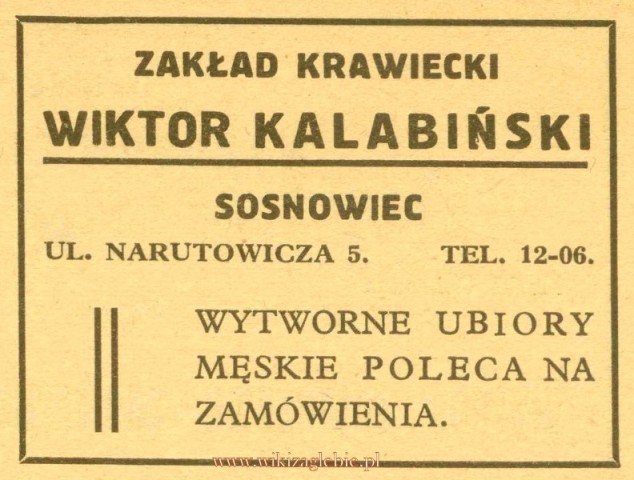 ZAKŁAD KRAWIECKI
WIKTOR KALABIŃSKI
SOSNOWIEC
UL. NARUTOWICZA 5. TEL. 12-06.
WYTWORNE UBIORY
MĘSKIE POLECA NA
ZAMÓWIENIA.
www.wikizaglebie.pl